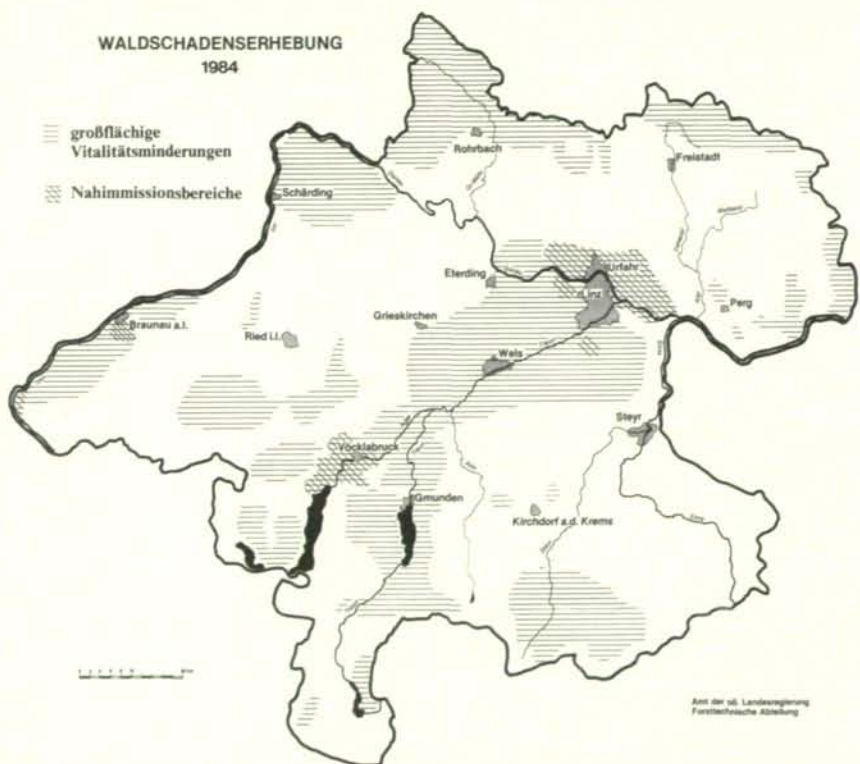 WALDSCHADENSERHEBUNG
1984
großflächige
Vitalitätsminderungen
Nahimmissionsbereiche
Rohrbach
Freistadt
Schärding
Urfahr
Eferding
Linz
Perg
Braunau a.I.
Grieskirchen
Ried i.I.
Wels
Steyr
Vöcklabruck
Gmunden
Kirchdorf a.d. Krems
Amt der oö. Landesregierung
Forsttechnische Abteilung